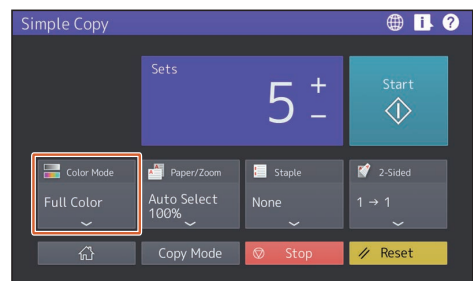 Simple Copy
Sets
5
Start
Color Mode
Full Color
Paper/Zoom
Auto Select
100%
Staple
None
2-Sided
1 → 1
Copy Mode
Stop
Reset